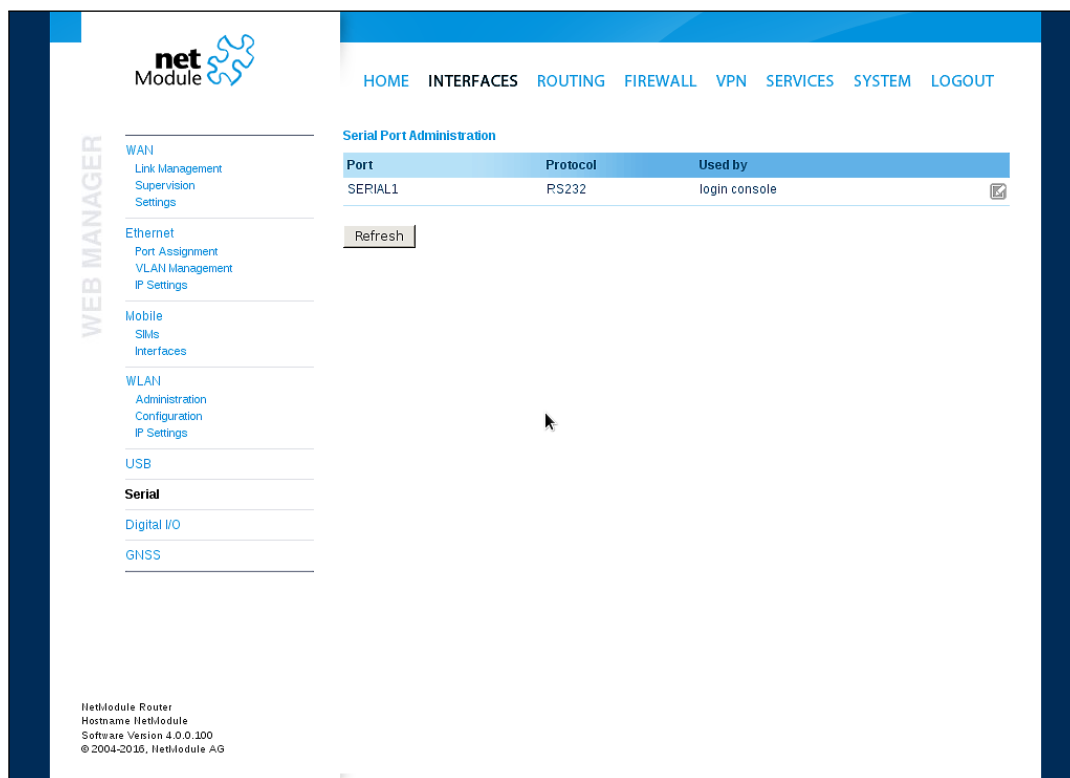 net
Module
HOME INTERFACES ROUTING FIREWALL VPN SERVICES SYSTEM LOGOUT
WEB MANAGER
WAN
Link Management
Supervision
Settings
Ethernet
Port Assignment
VLAN Management
IP Settings
Mobile
SIMs
Interfaces
WLAN
Administration
Configuration
IP Settings
USB
Serial
Digital I/O
GNSS
Serial Port Administration
Port Protocol Used by
SERIAL1 RS232 login console
Refresh
NetModule Router
Hostname NetModule
Software Version 4.0.0.100
© 2004-2016, NetModule AG